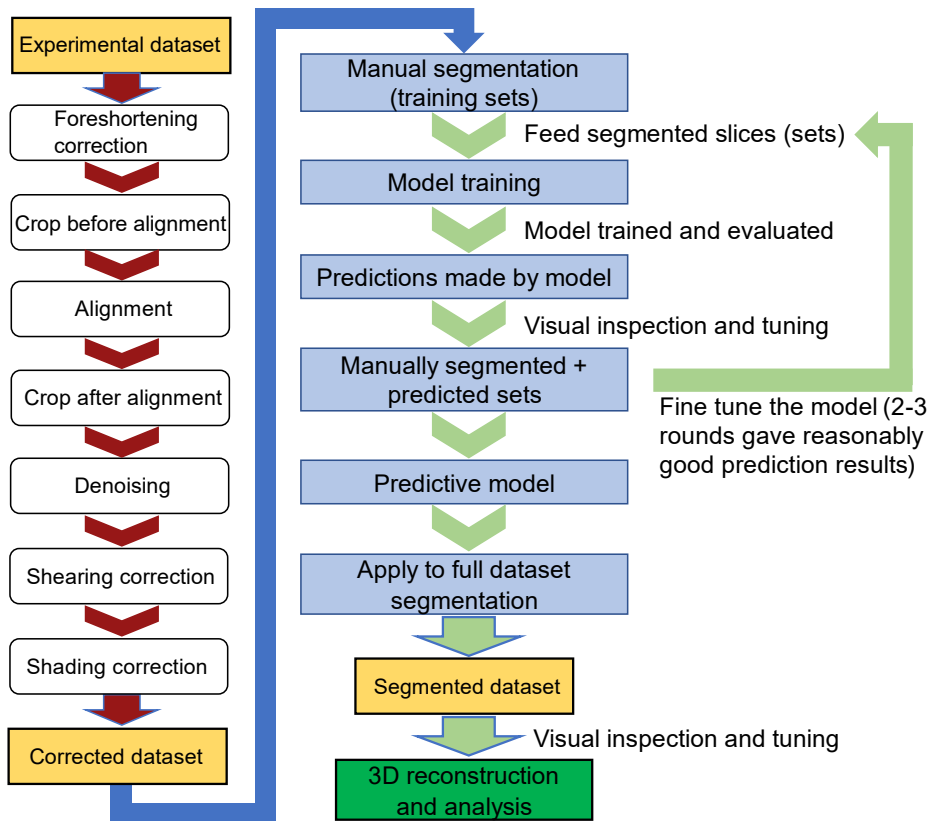 Experimental dataset
Foreshortening
correction
Crop before alignment
Alignment
Crop after alignment
Denoising
Shearing correction
Shading correction
Corrected dataset
Manual segmentation
(training sets)
Feed segmented slices (sets)
Model training
Model trained and evaluated
Predictions made by model
Visual inspection and tuning
Manually segmented +
predicted sets
Fine tune the model (2-3
rounds gave reasonably
good prediction results)
Predictive model
Apply to full dataset
segmentation
Segmented dataset
Visual inspection and tuning
3D reconstruction
and analysis